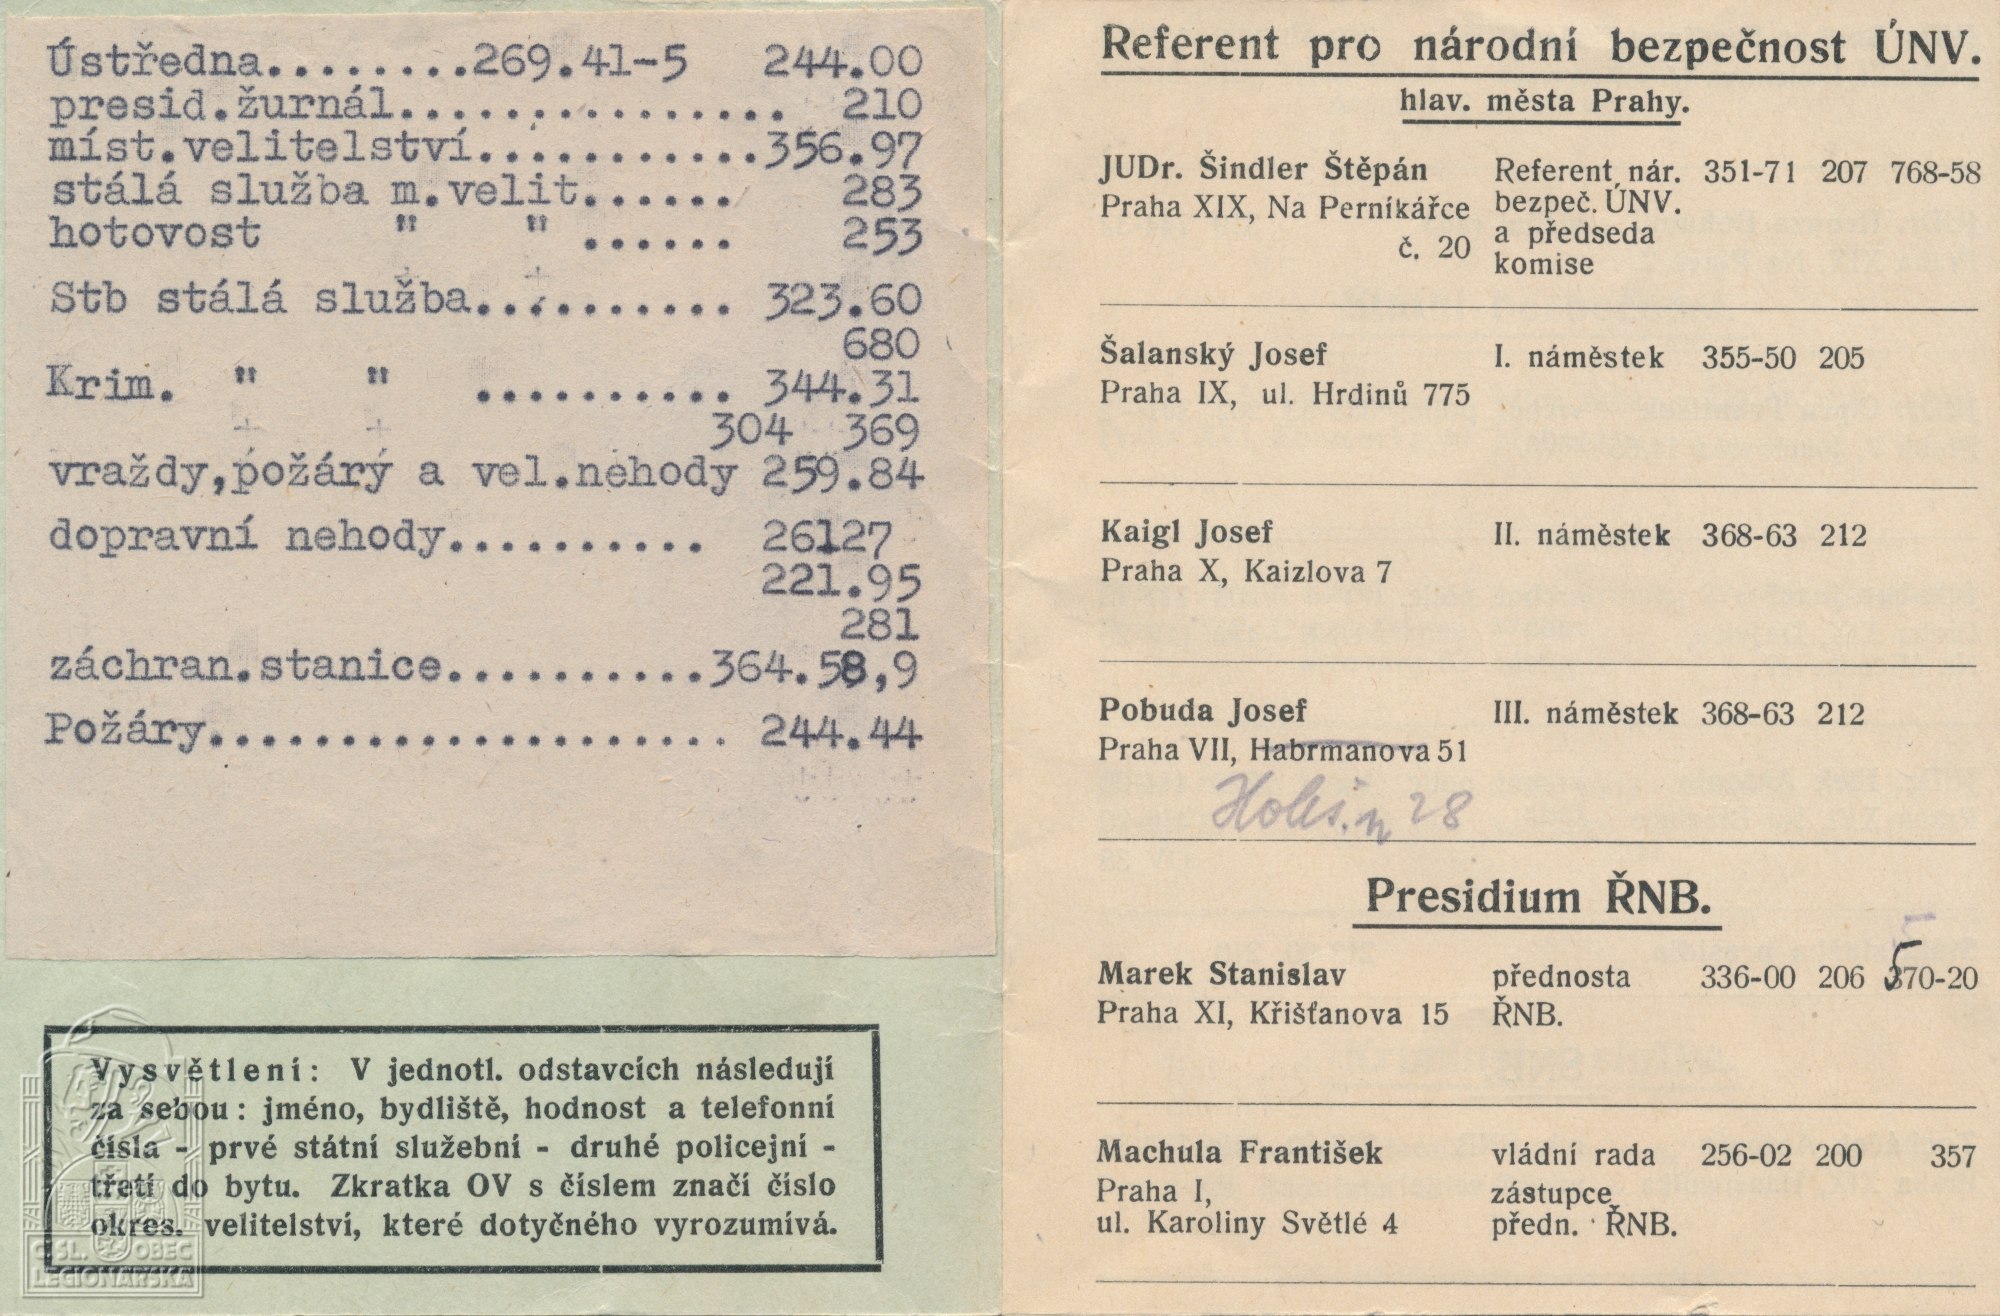 Ústředna........269.41-5 244.00
presid.žurnál............... 210
míst.velitelství...........356.97
stálá služba m.velit...... 283
hotovost " " ...... 253
Stb stálá služba.......... 323.60
680
Krim. " " .......... 344.31
304 369
vraždy,požárý a vel.nehody 259.84
dopravní nehody.......... 26127
221.95
281
záchran.stanice..........364.58,9
Požáry.................... 244.44
Vysvětlení: V jednotl. odstavcích následují
za sebou: jméno, bydliště, hodnost a telefonní
čísla - prvé státní služební - druhé policejní -
třetí do bytu. Zkratka OV s číslem značí číslo
okres. velitelství, které dotyčného vyrozumívá.
ČSL. OBEC
LEGIONÁŘSKÁ
Referent pro národní bezpečnost ÚNV.
hlav. města Prahy.
JUDr. Šindler Štěpán Referent nár. 351-71 207 768-58
Praha XIX, Na Perníkářce bezpeč. ÚNV.
č. 20 a předseda
komise
Šalanský Josef I. náměstek 355-50 205
Praha IX, ul. Hrdinů 775
Kaigl Josef II. náměstek 368-63 212
Praha X, Kaizlova 7
Pobuda Josef III. náměstek 368-63 212
Praha VII, Habrmanova 51
28
Presidium ŘNB.
Marek Stanislav přednosta 336-00 206 570-20
Praha XI, Křišťanova 15 ŘNB.
Machula František vládní rada 256-02 200 357
Praha I, zástupce
ul. Karoliny Světlé 4 předn. ŘNB.